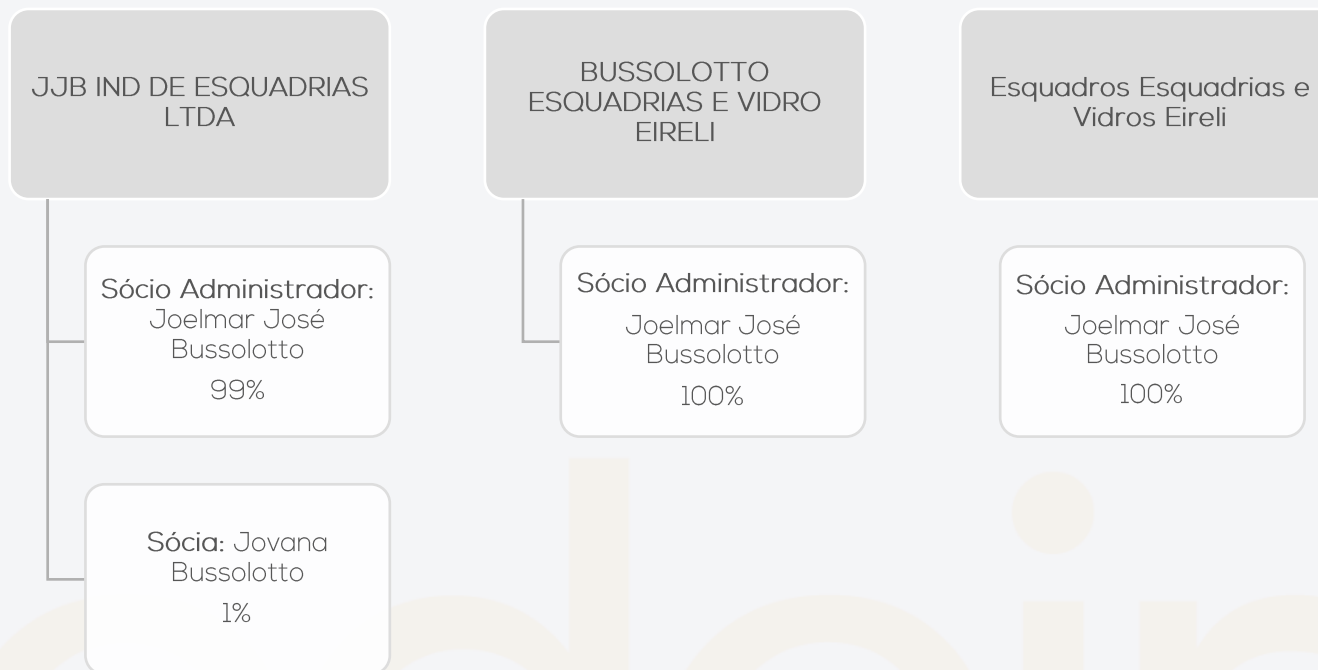 JJB IND DE ESQUADRIAS
LTDA
Sócio Administrador:
Joelmar José
Bussolotto
99%
Sócia: Jovana
Bussolotto
1%
BUSSOLOTTO
ESQUADRIAS E VIDRO
EIRELI
Sócio Administrador:
Joelmar José
Bussolotto
100%
Esquadros Esquadrias e
Vidros Eireli
Sócio Administrador:
Joelmar José
Bussolotto
100%